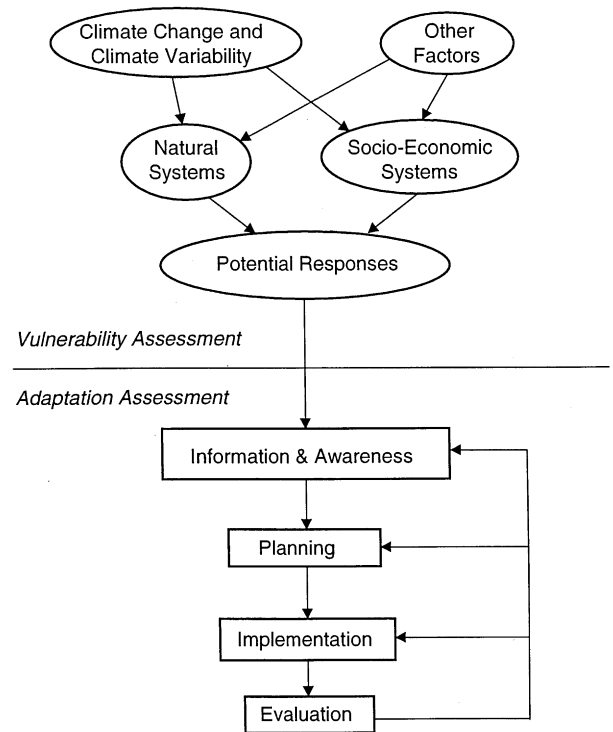 Climate Change and
Climate Variability
Other
Factors
Natural
Systems
Socio-Economic
Systems
Potential Responses
Vulnerability Assessment
Adaptation Assessment
Information & Awareness
Planning
Implementation
Evaluation